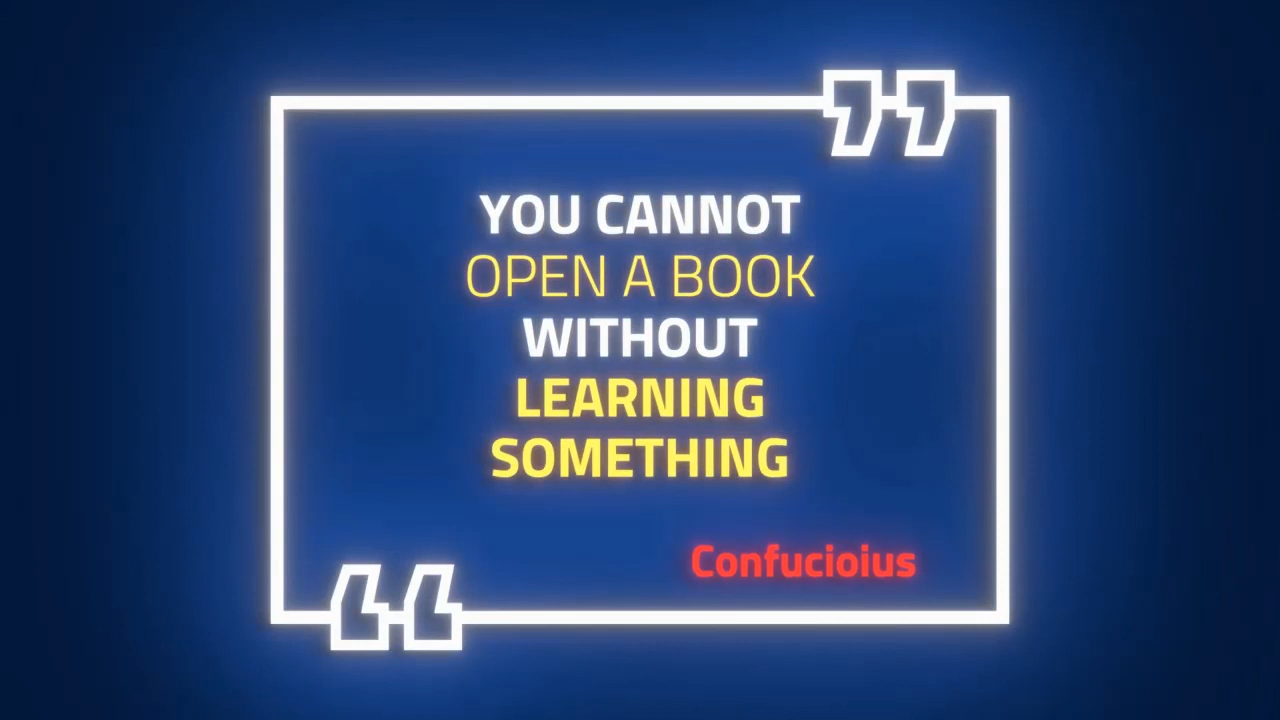 YOU CANNOT
OPEN A BOOK
WITHOUT
LEARNING
SOMETHING
Confucioius